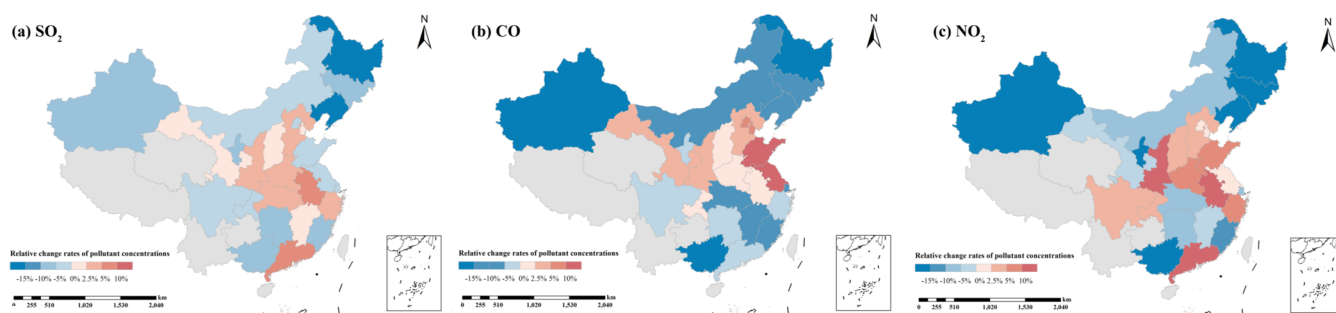 (a) SO₂
N
Relative change rates of pollutant concentrations
-15% -10% -5% 0% 2.5% 5% 10%
km
0 255 510 1,020 1,530 2,040
(b) CO
N
Relative change rates of pollutant concentrations
-15% -10% -5% 0% 2.5% 5% 10%
km
0 255 510 1,020 1,530 2,040
(c) NO₂
N
Relative change rates of pollutant concentrations
-15% -10% -5% 0% 2.5% 5% 10%
km
0 255 510 1,020 1,530 2,040